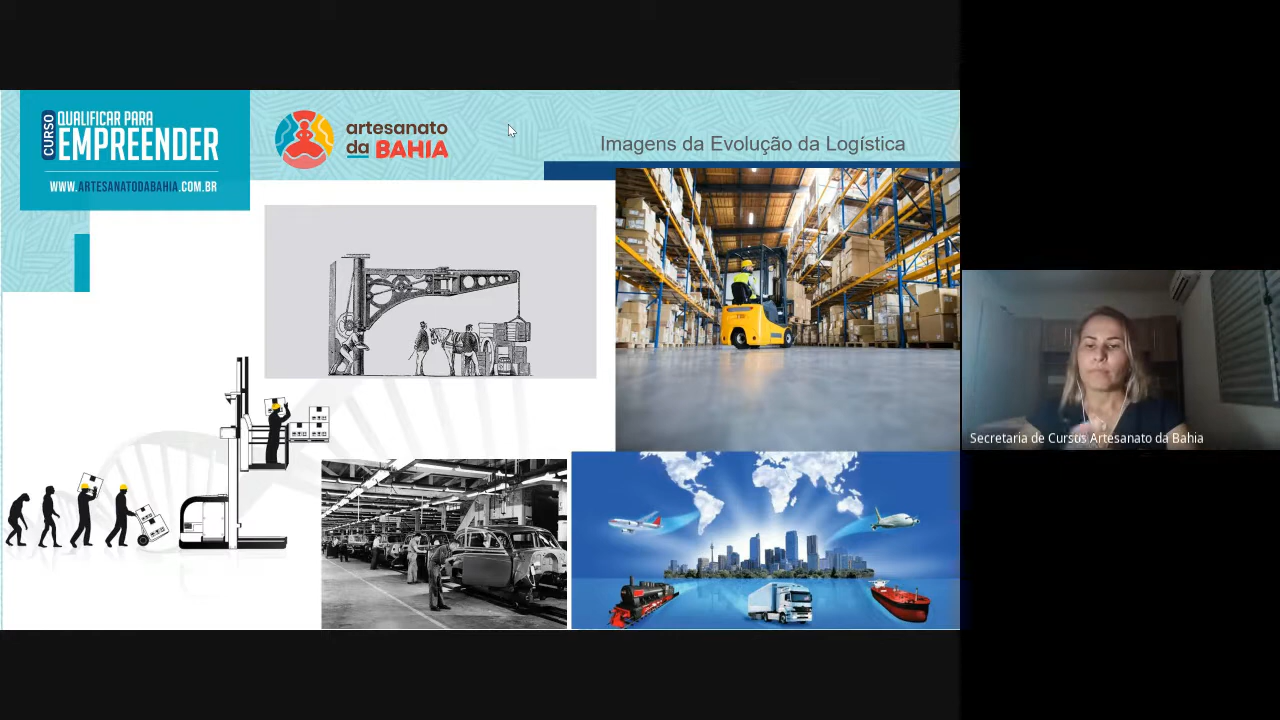 CURSO
QUALIFICAR PARA
EMPREENDER
WWW.ARTESANATODABAHIA.COM.BR
artesanato
da BAHIA
Imagens da Evolução da Logística
Secretaria de Cursos Artesanato da Bahia